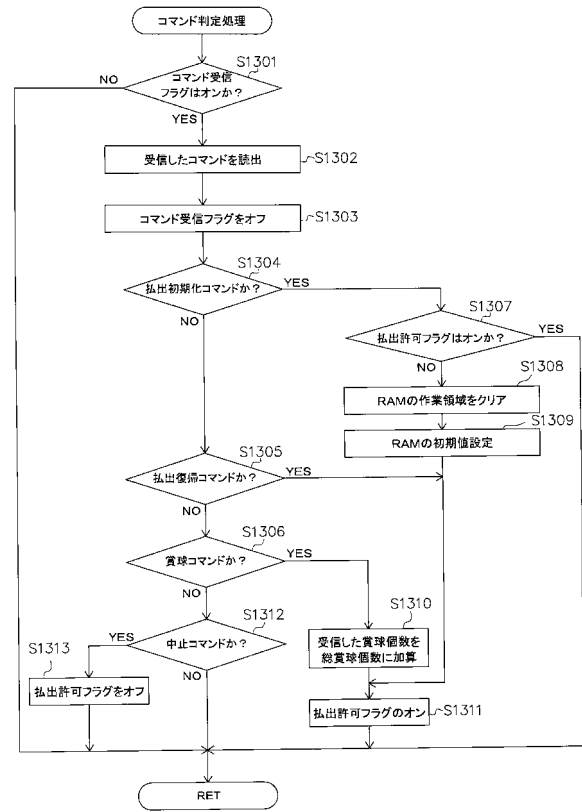 コマンド判定処理
S1301
コマンド受信
フラグはオンか？
NO
YES
受信したコマンドを読出
S1302
コマンド受信フラグをオフ
S1303
S1304
払出初期化コマンドか？
YES
NO
S1307
払出許可フラグはオンか？
YES
NO
S1308
RAMの作業領域をクリア
S1309
RAMの初期値設定
S1305
払出復帰コマンドか？
YES
NO
S1306
賞球コマンドか？
YES
NO
S1310
受信した賞球個数を
総賞球個数に加算
S1312
中止コマンドか？
YES
NO
S1313
払出許可フラグをオフ
払出許可フラグのオン
S1311
RET